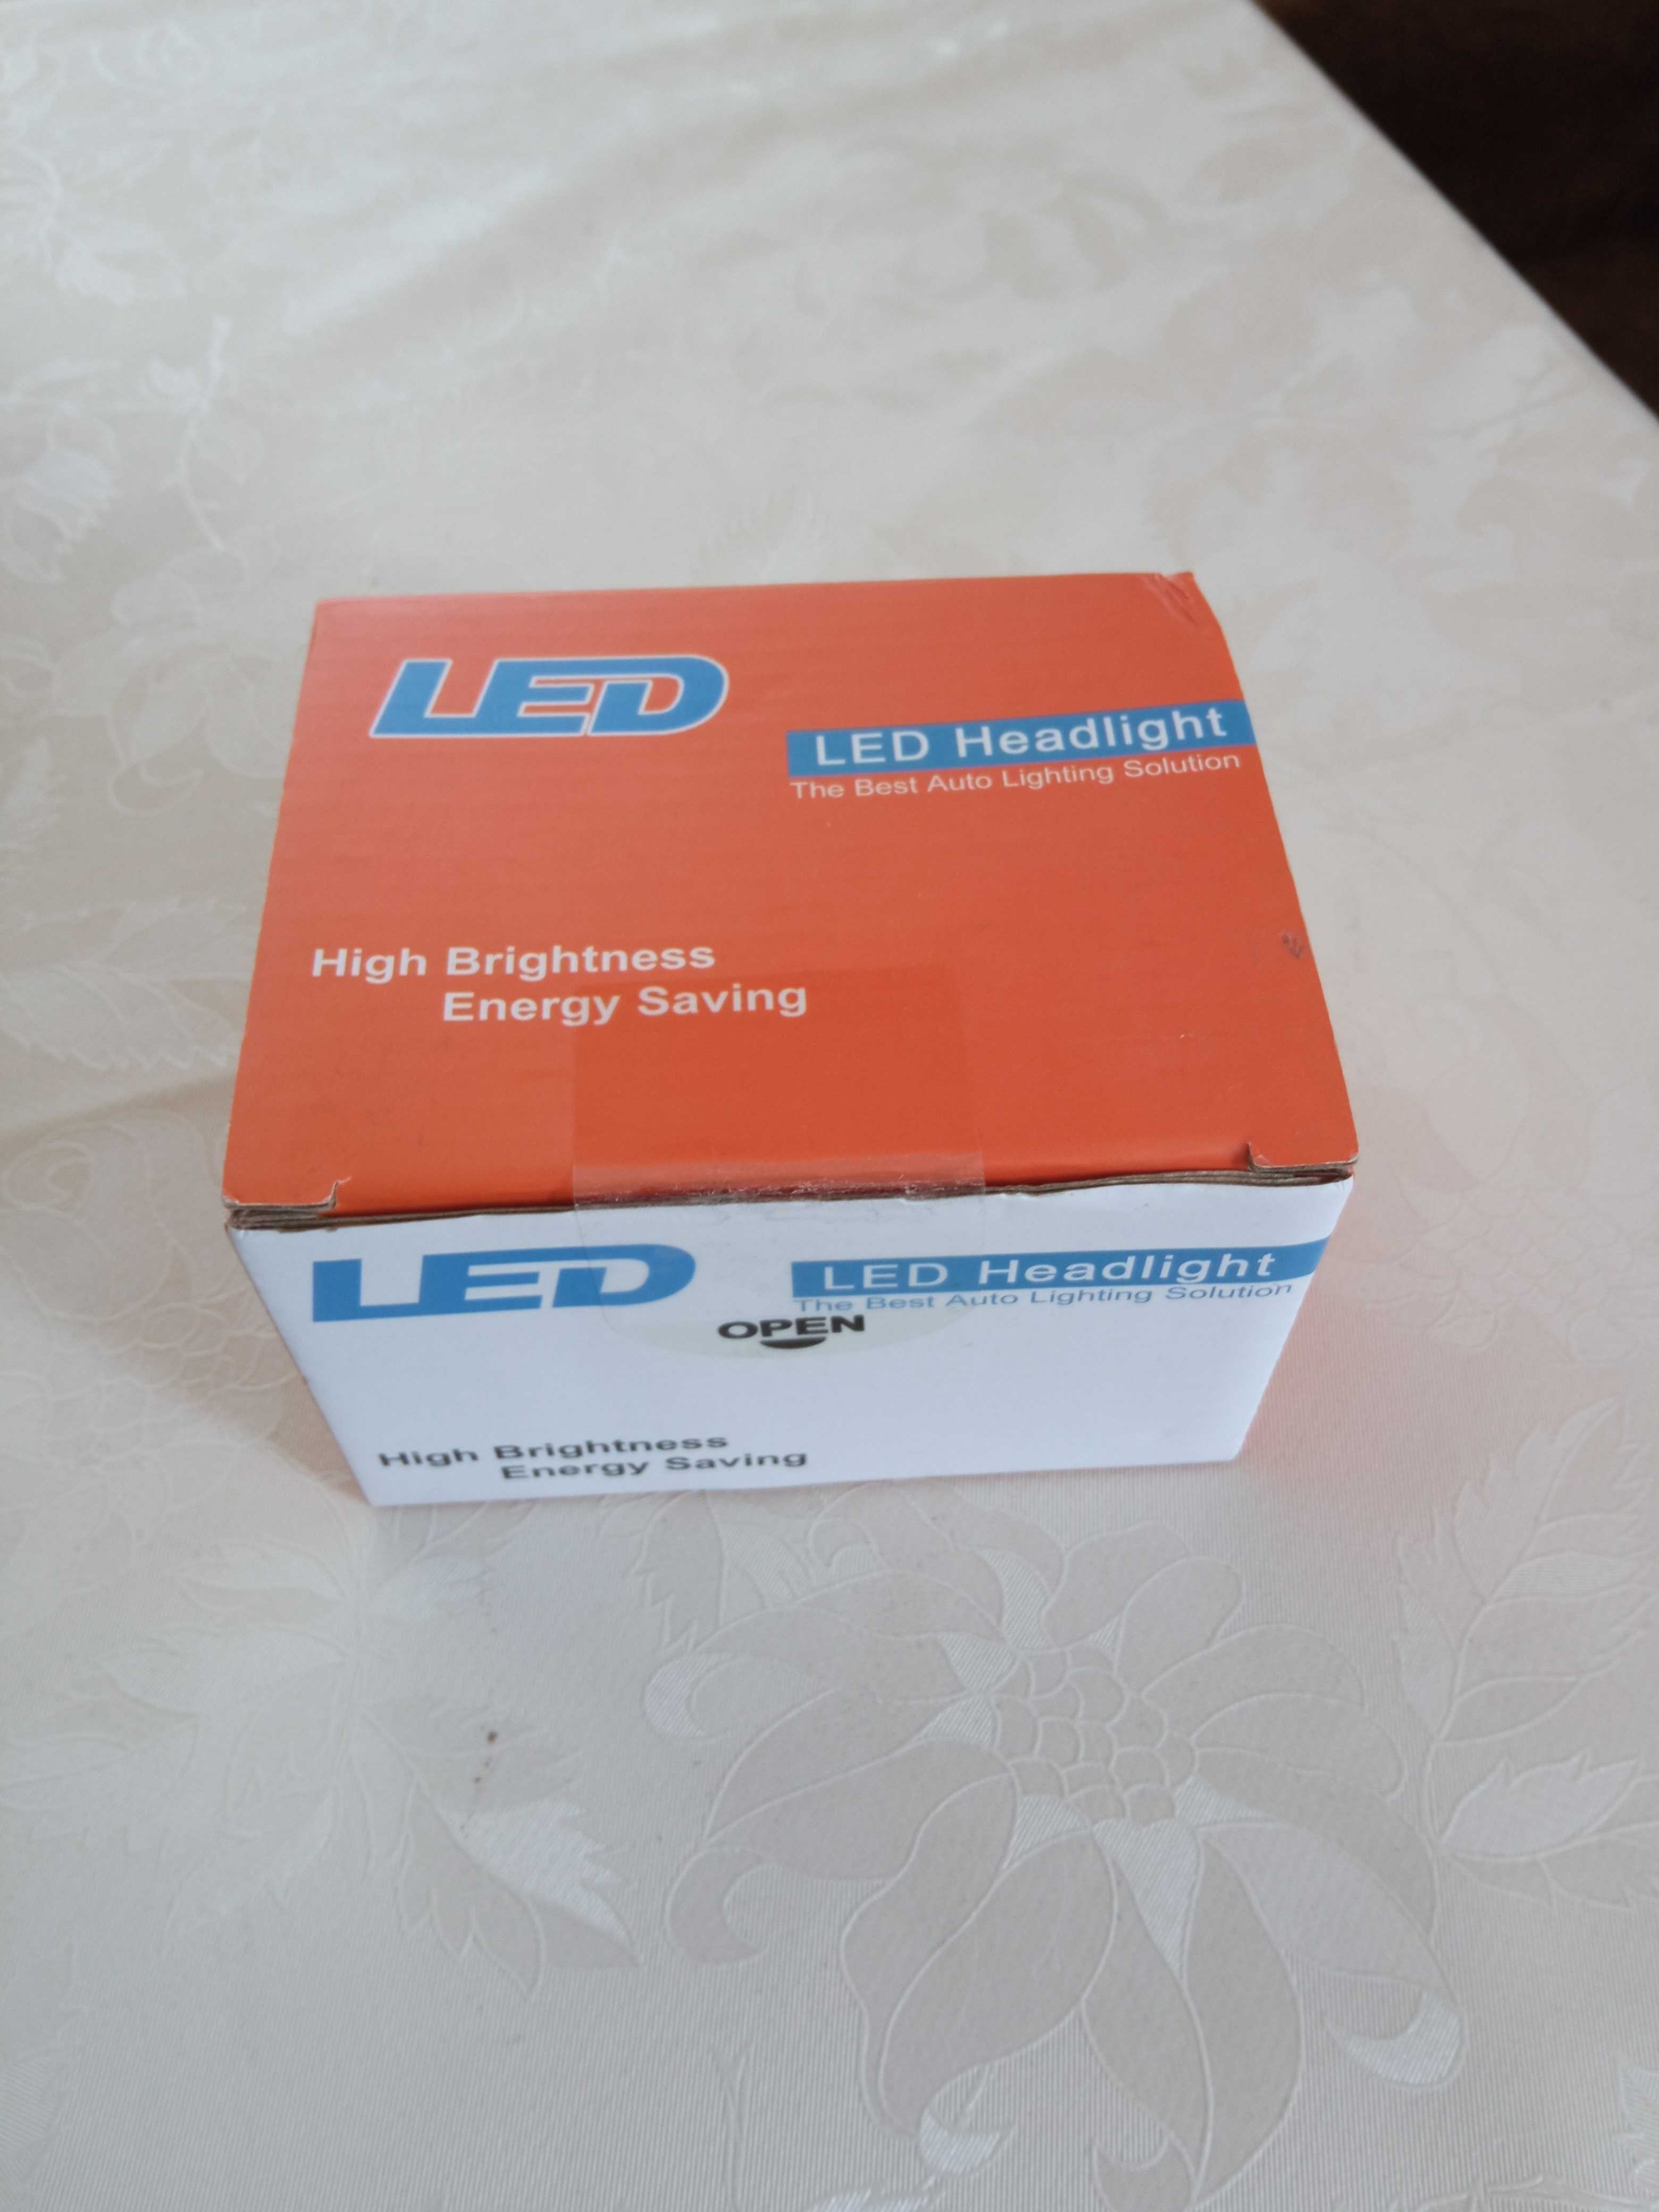 LED
LED Headlight
The Best Auto Lighting Solution
High Brightness
Energy Saving
LED
LED Headlight
The Best Auto Lighting Solution
OPEN
High Brightness
Energy Saving